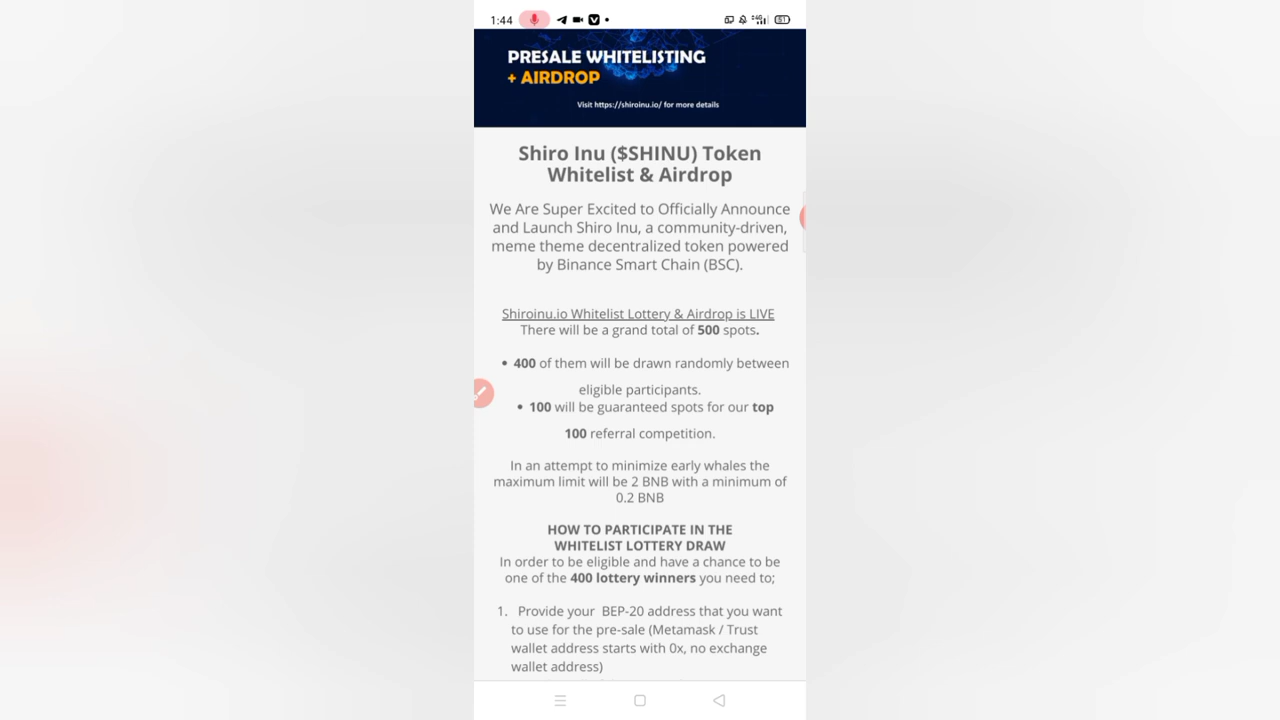 1:44
4G
61
PRESALE WHITELISTING
+ AIRDROP
Visit https://shiroinu.io/ for more details
Shiro Inu ($SHINU) Token
Whitelist & Airdrop
We Are Super Excited to Officially Announce
and Launch Shiro Inu, a community-driven,
meme theme decentralized token powered
by Binance Smart Chain (BSC).
Shiroinu.io Whitelist Lottery & Airdrop is LIVE
There will be a grand total of 500 spots.
• 400 of them will be drawn randomly between
eligible participants.
• 100 will be guaranteed spots for our top
100 referral competition.
In an attempt to minimize early whales the
maximum limit will be 2 BNB with a minimum of
0.2 BNB
HOW TO PARTICIPATE IN THE
WHITELIST LOTTERY DRAW
In order to be eligible and have a chance to be
one of the 400 lottery winners you need to;
1. Provide your BEP-20 address that you want
to use for the pre-sale (Metamask / Trust
wallet address starts with 0x, no exchange
wallet address)